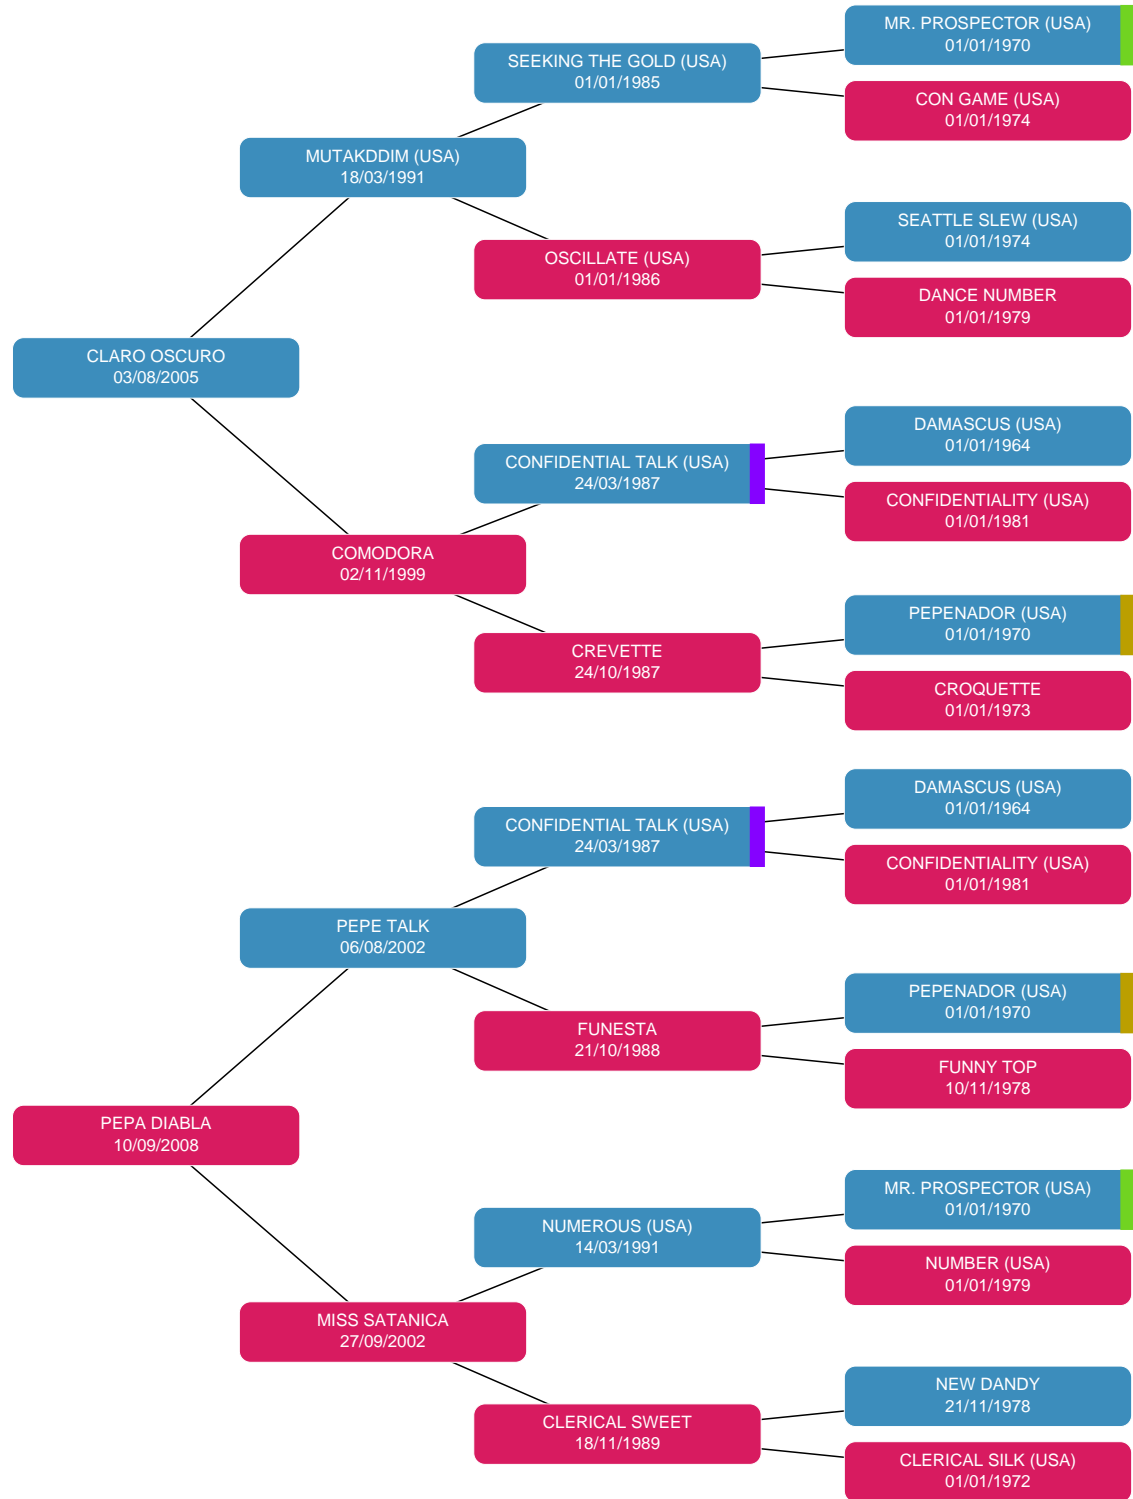 MR. PROSPECTOR (USA)
01/01/1970
SEEKING THE GOLD (USA)
01/01/1985
CON GAME (USA)
01/01/1974
MUTAKDDIM (USA)
18/03/1991
SEATTLE SLEW (USA)
01/01/1974
OSCILLATE (USA)
01/01/1986
DANCE NUMBER
01/01/1979
CLARO OSCURO
03/08/2005
DAMASCUS (USA)
01/01/1964
CONFIDENTIAL TALK (USA)
24/03/1987
CONFIDENTIALITY (USA)
01/01/1981
COMODORA
02/11/1999
PEPENADOR (USA)
01/01/1970
CREVETTE
24/10/1987
CROQUETTE
01/01/1973
DAMASCUS (USA)
01/01/1964
CONFIDENTIAL TALK (USA)
24/03/1987
CONFIDENTIALITY (USA)
01/01/1981
PEPE TALK
06/08/2002
PEPENADOR (USA)
01/01/1970
FUNESTA
21/10/1988
FUNNY TOP
10/11/1978
PEPA DIABLA
10/09/2008
MR. PROSPECTOR (USA)
01/01/1970
NUMEROUS (USA)
14/03/1991
NUMBER (USA)
01/01/1979
MISS SATANICA
27/09/2002
NEW DANDY
21/11/1978
CLERICAL SWEET
18/11/1989
CLERICAL SILK (USA)
01/01/1972